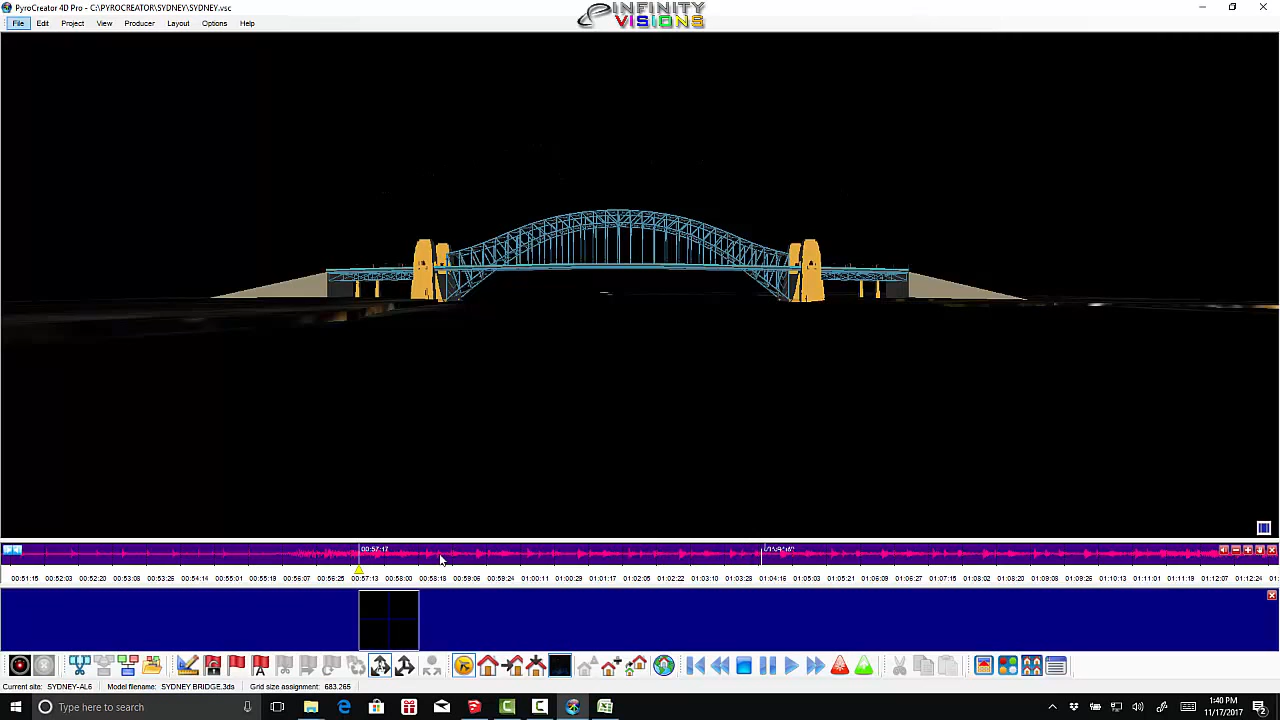 PyroCreator 4D Pro - C:\PYROCREATOR\SYDNEY\SYDNEY.vsc
INFINITY
VISIONS
File Edit Project View Producer Layout Options Help
00:57:17
00:51:15 00:52:03 00:52:20 00:53:08 00:53:26 00:54:14 00:55:01 00:55:19 00:56:07 00:56:25 00:57:13 00:58:00 00:58:18 00:59:06 00:59:24 01:00:11 01:00:29 01:01:17 01:02:05 01:02:22 01:03:10 01:03:28 01:04:16 01:05:03 01:05:21 01:06:09 01:06:27 01:07:15 01:08:02 01:08:20 01:09:08 01:09:26 01:10:13 01:11:01 01:11:19 01:12:07 01:12:24
Current site: SYDNEY-AL6 Model filename: SYDNEY BRIDGE.3ds Grid size assignment: 683.265
Type here to search
1:40 PM
11/17/2017